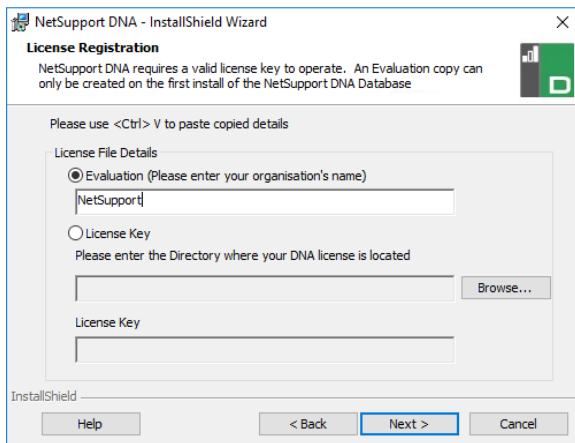 NetSupport DNA - InstallShield Wizard
License Registration
NetSupport DNA requires a valid license key to operate. An Evaluation copy can
only be created on the first install of the NetSupport DNA Database
D
Please use <Ctrl> V to paste copied details
License File Details
Evaluation (Please enter your organisation's name)
NetSupport
License Key
Please enter the Directory where your DNA license is located
Browse...
License Key
InstallShield
Help
< Back
Next >
Cancel